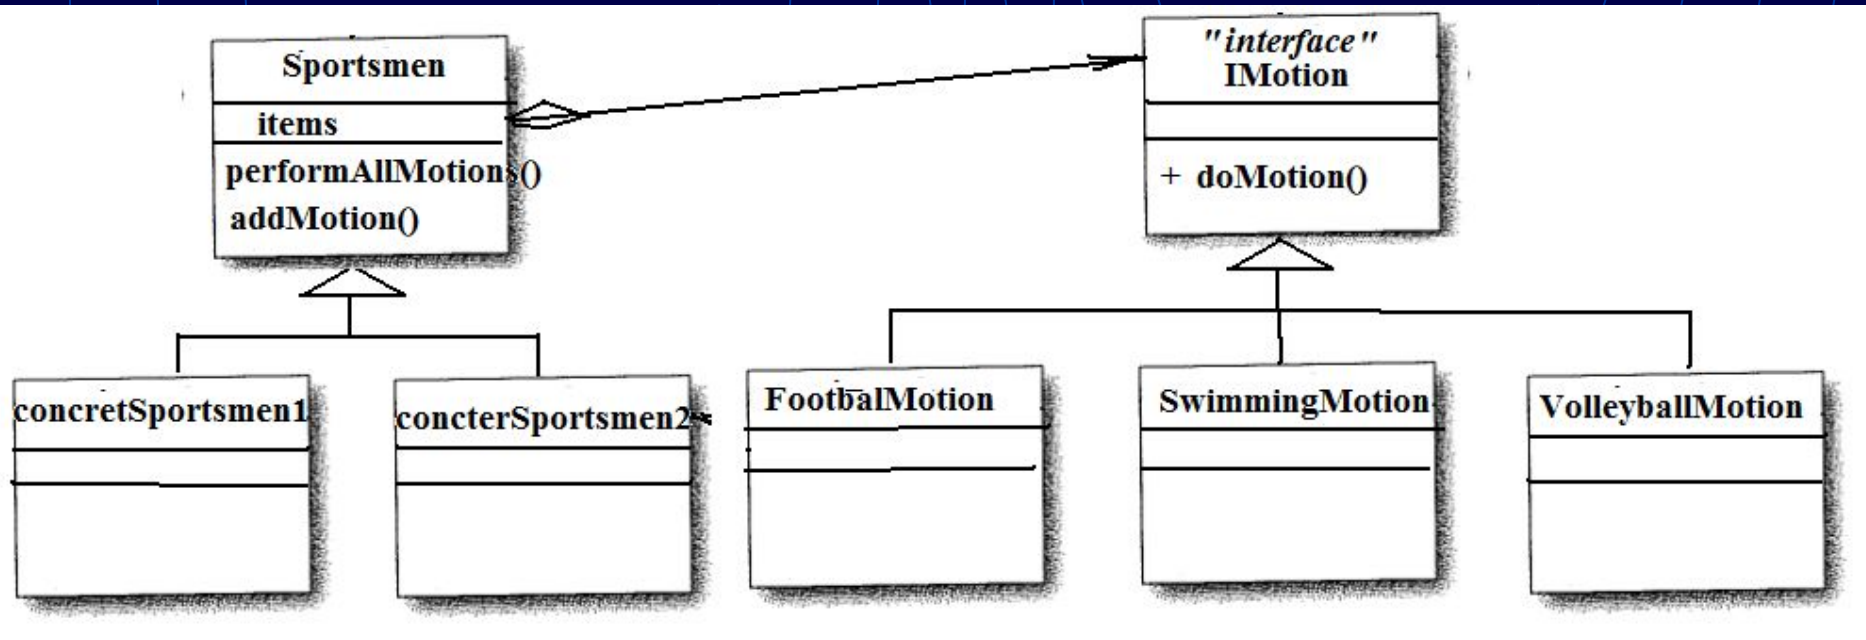 Sportsmen
items
performAllMotions()
addMotion()
"interface"
IMotion
+ doMotion()
concretSportsmen1
concterSportsmen2
FootbalMotion
SwimmingMotion
VolleyballMotion